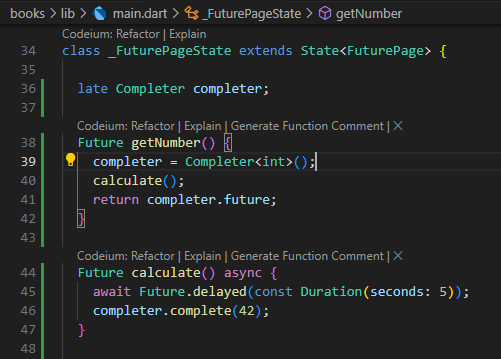 books > lib > main.dart > _FuturePageState > getNumber
Codeium: Refactor | Explain
34 class _FuturePageState extends State<FuturePage> {
35
36 late Completer completer;
37
Codeium: Refactor | Explain | Generate Function Comment | X
38 Future getNumber() {
39 completer = Completer<int>();
40 calculate();
41 return completer.future;
42 }
43
Codeium: Refactor | Explain | Generate Function Comment | X
44 Future calculate() async {
45 await Future.delayed(const Duration(seconds: 5));
46 completer.complete(42);
47 }
48